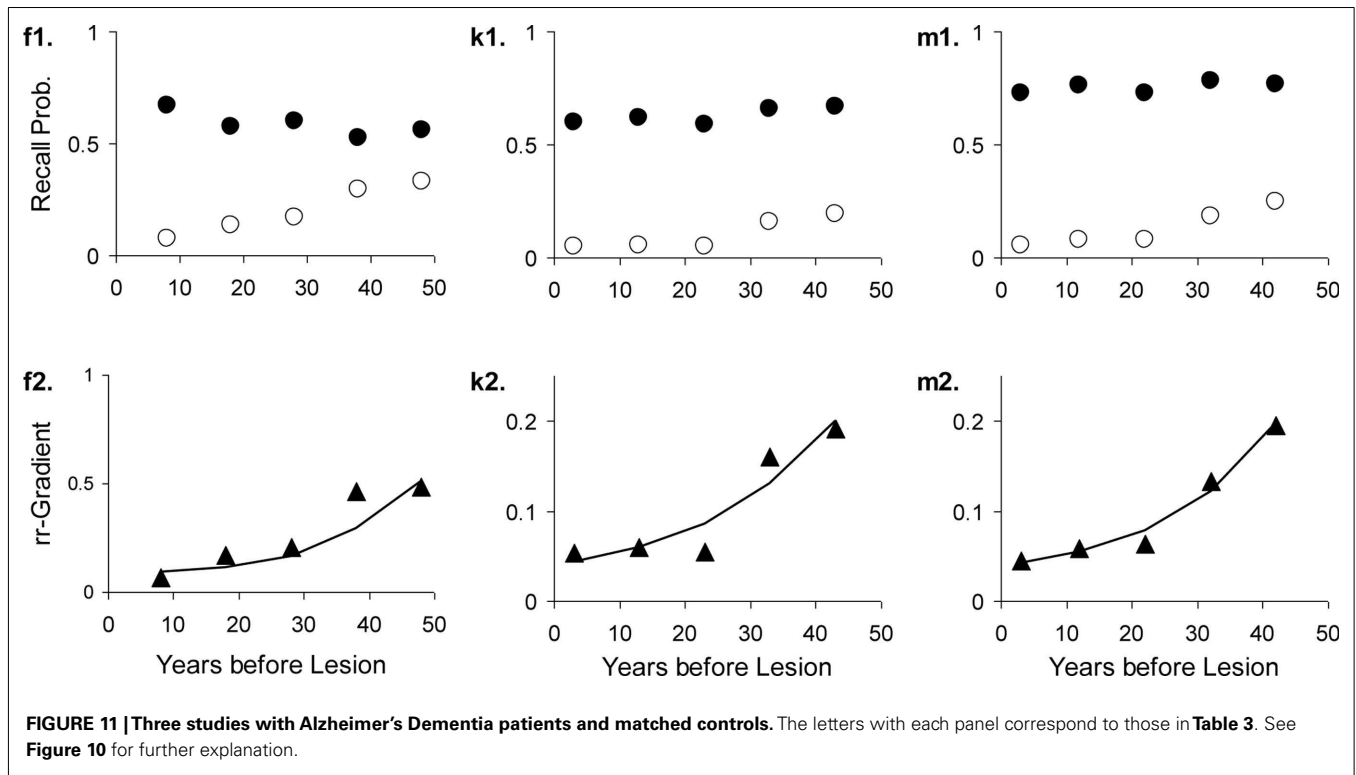 f1. 1 k1. 1 m1. 1
Recall Prob.
0.5 0.5 0.5
0 0 0
0 10 20 30 40 50 0 10 20 30 40 50 0 10 20 30 40 50
f2. 1 k2. m2.
rr-Gradient
0.2 0.2
0.5 0.1 0.1
0 0 0
0 10 20 30 40 50 0 10 20 30 40 50 0 10 20 30 40 50
Years before Lesion Years before Lesion Years before Lesion
FIGURE 11 | Three studies with Alzheimer's Dementia patients and matched controls. The letters with each panel correspond to those in Table 3. See
Figure 10 for further explanation.